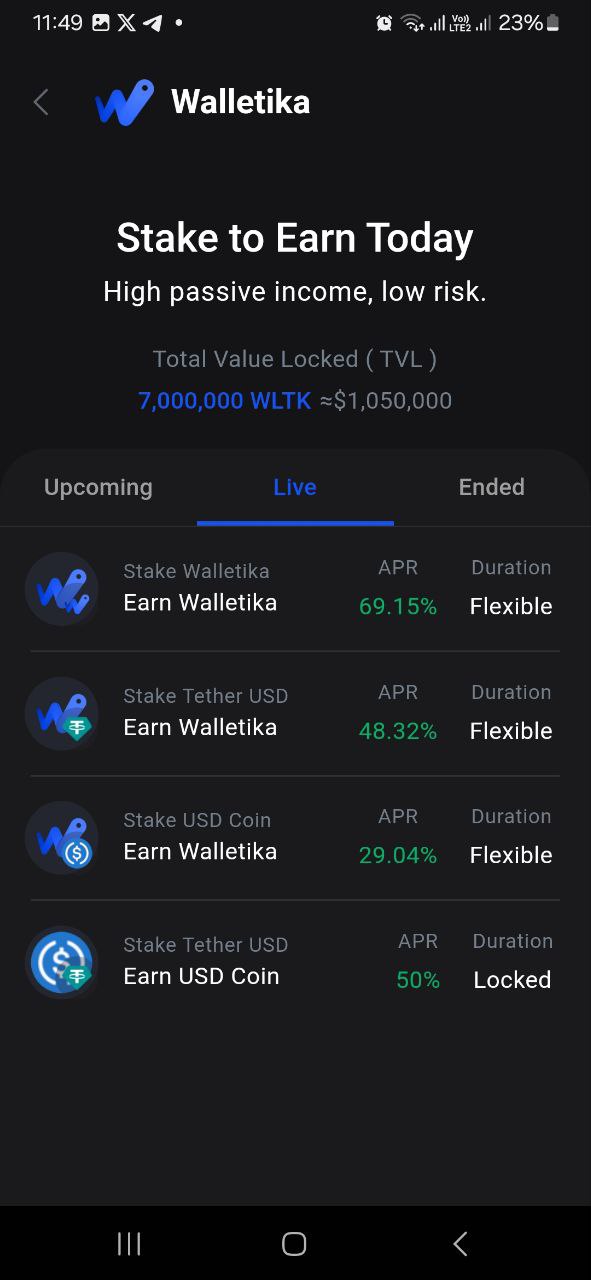 11:49
Vo))
LTE2
23%
Walletika
Stake to Earn Today
High passive income, low risk.
Total Value Locked ( TVL )
7,000,000 WLTK ≈$1,050,000
Upcoming Live Ended
Stake Walletika APR Duration
Earn Walletika 69.15% Flexible
Stake Tether USD APR Duration
Earn Walletika 48.32% Flexible
Stake USD Coin APR Duration
Earn Walletika 29.04% Flexible
Stake Tether USD APR Duration
Earn USD Coin 50% Locked